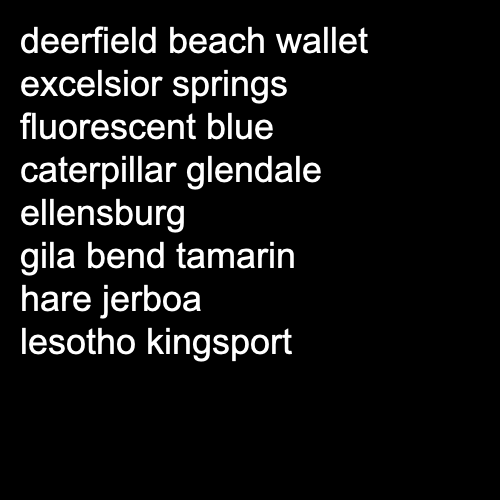 deerfield beach wallet
excelsior springs
fluorescent blue
caterpillar glendale
ellensburg
gila bend tamarin
hare jerboa
lesotho kingsport